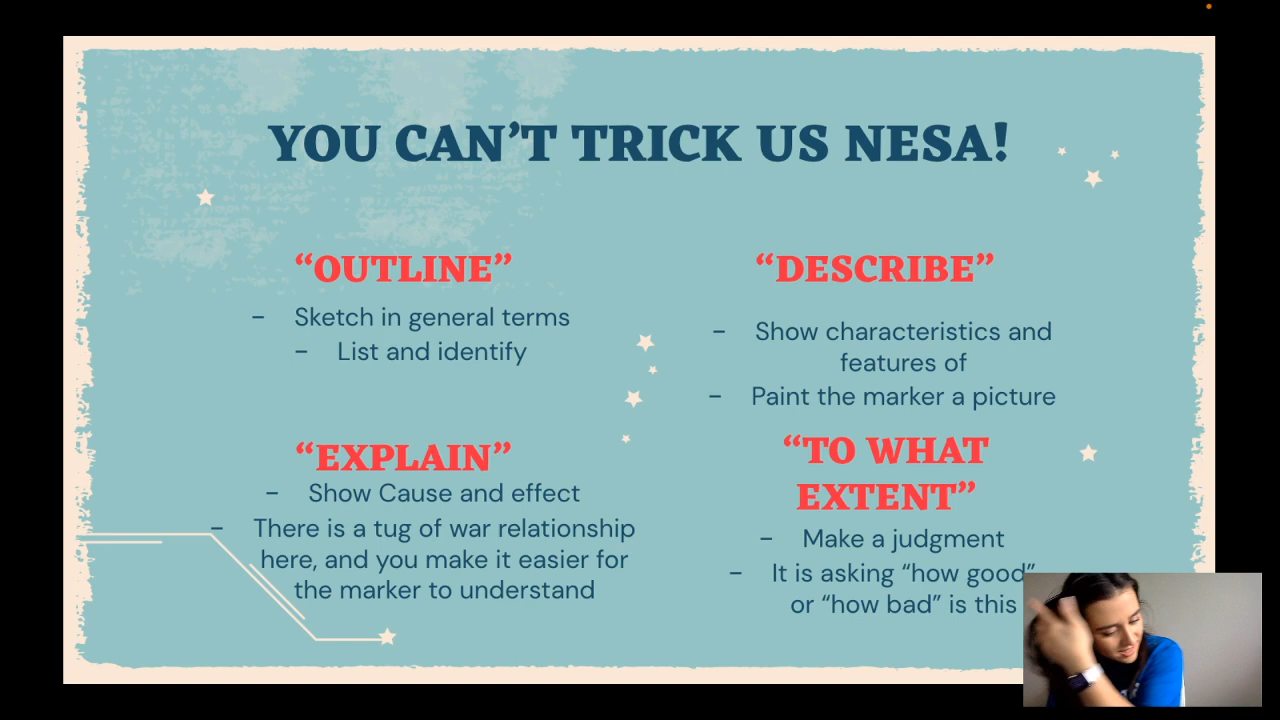 YOU CAN'T TRICK US NESA!
“OUTLINE”
- Sketch in general terms
- List and identify
“DESCRIBE”
- Show characteristics and
features of
- Paint the marker a picture
“EXPLAIN”
- Show Cause and effect
- There is a tug of war relationship
here, and you make it easier for
the marker to understand
“TO WHAT
EXTENT”
- Make a judgment
- It is asking “how good”
or “how bad” is this